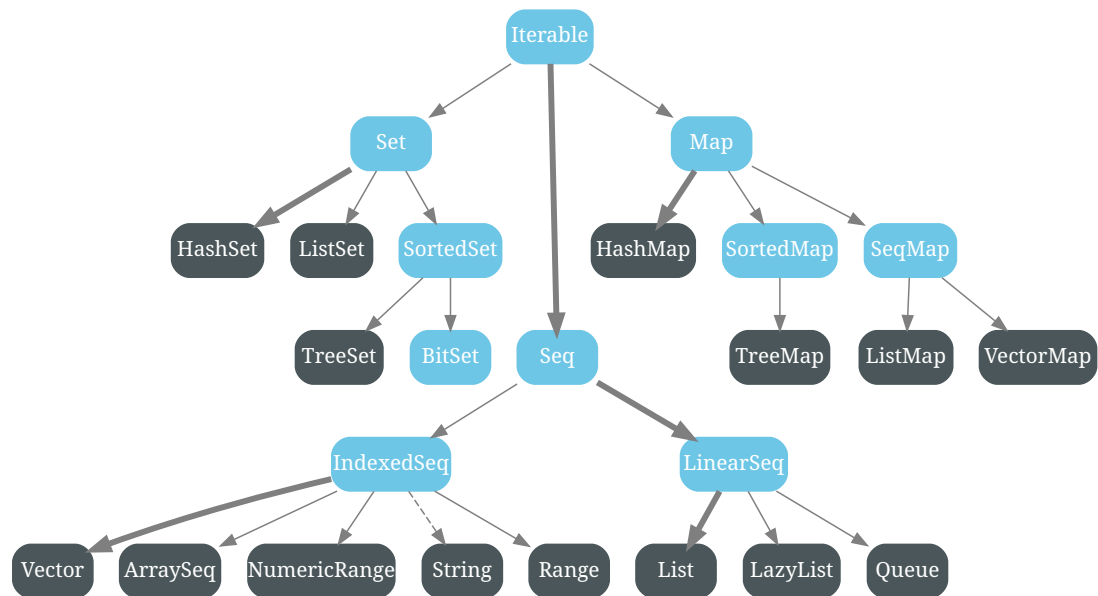 Iterable
Set
Map
HashSet
ListSet
SortedSet
HashMap
SortedMap
SeqMap
TreeSet
BitSet
Seq
TreeMap
ListMap
VectorMap
IndexedSeq
LinearSeq
Vector
ArraySeq
NumericRange
String
Range
List
LazyList
Queue